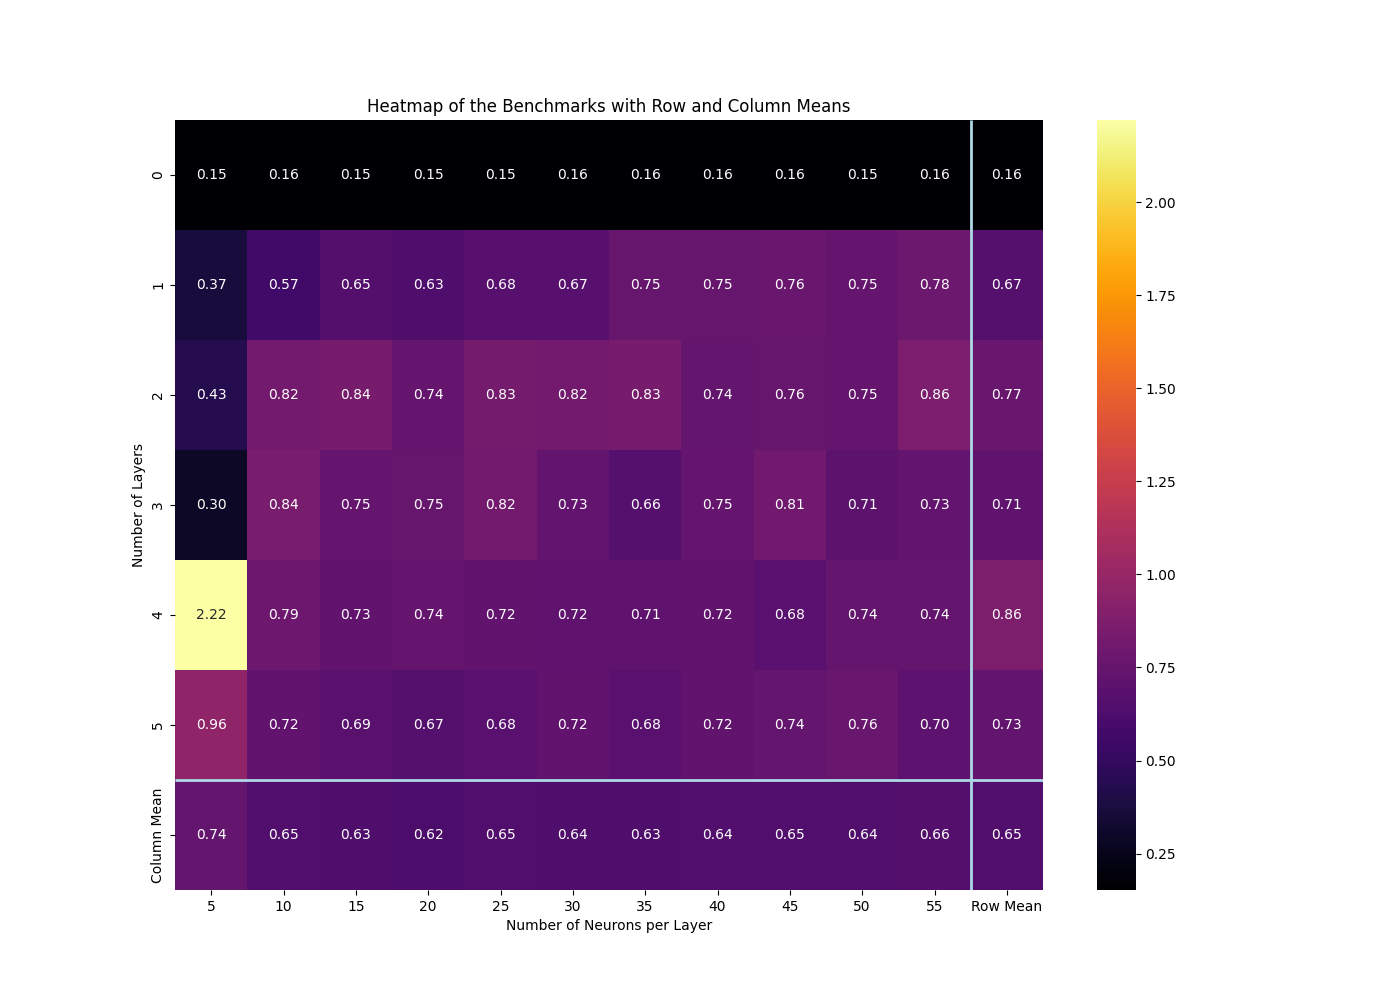 Heatmap of the Benchmarks with Row and Column Means
0 0.15 0.16 0.15 0.15 0.15 0.16 0.16 0.16 0.16 0.15 0.16 0.16
1 0.37 0.57 0.65 0.63 0.68 0.67 0.75 0.75 0.76 0.75 0.78 0.67
2 0.43 0.82 0.84 0.74 0.83 0.82 0.83 0.74 0.76 0.75 0.86 0.77
3 0.30 0.84 0.75 0.75 0.82 0.73 0.66 0.75 0.81 0.71 0.73 0.71
4 2.22 0.79 0.73 0.74 0.72 0.72 0.71 0.72 0.68 0.74 0.74 0.86
5 0.96 0.72 0.69 0.67 0.68 0.72 0.68 0.72 0.74 0.76 0.70 0.73
Column Mean 0.74 0.65 0.63 0.62 0.65 0.64 0.63 0.64 0.65 0.64 0.66 0.65
5 10 15 20 25 30 35 40 45 50 55 Row Mean
Number of Neurons per Layer
Number of Layers
2.00
1.75
1.50
1.25
1.00
0.75
0.50
0.25